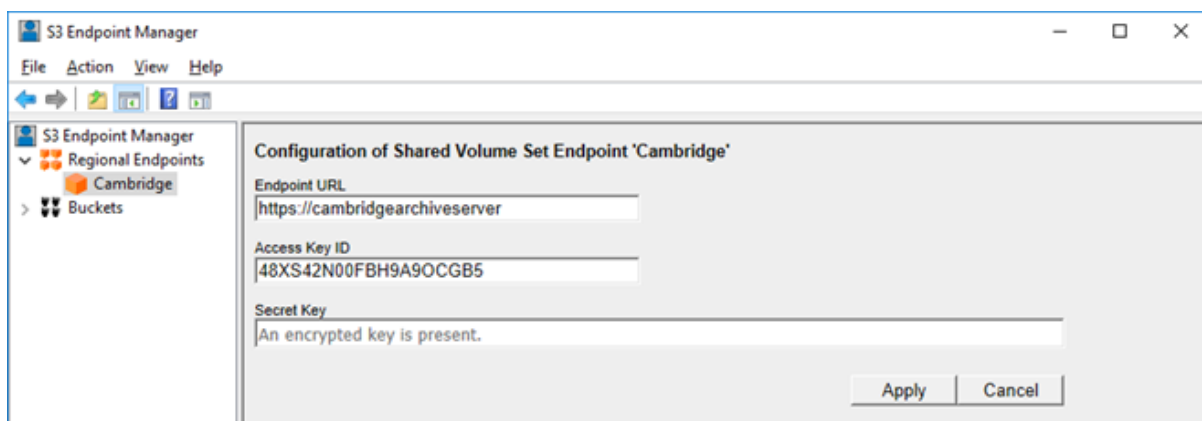 S3 Endpoint Manager
File Action View Help
S3 Endpoint Manager
Regional Endpoints
Cambridge
Buckets
Configuration of Shared Volume Set Endpoint 'Cambridge'
Endpoint URL
https://cambridgearchiveserver
Access Key ID
48XS42N00FBH9A9OCGB5
Secret Key
An encrypted key is present.
Apply Cancel